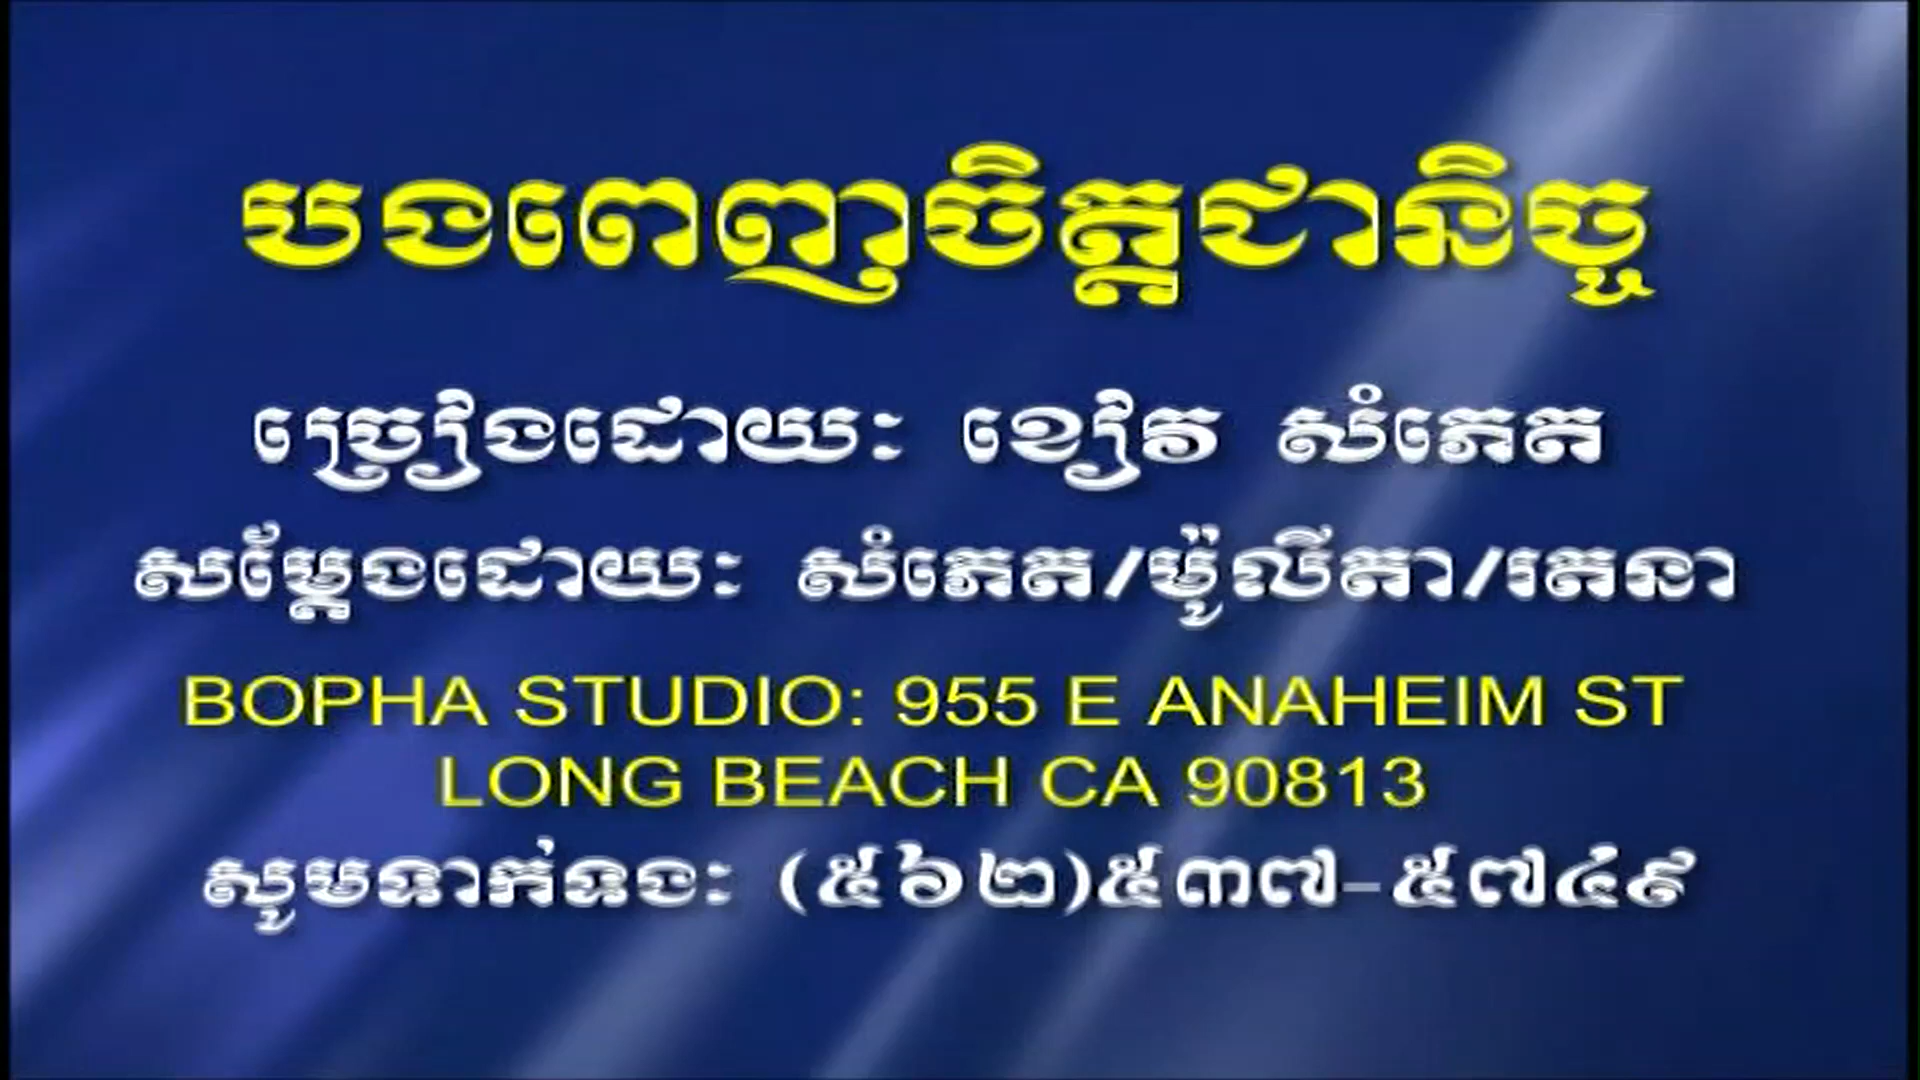 បងពេញចិត្តជានិច្ច
ច្រៀងដោយ: ខៀវ សំភេត
សម្ដែងដោយ: សំភេត/ម៉ូលីតា/រតនា
BOPHA STUDIO: 955 E ANAHEIM ST
LONG BEACH CA 90813
សូមទាក់ទង: (៥៦២)៥៣៧-៥៧៤៩